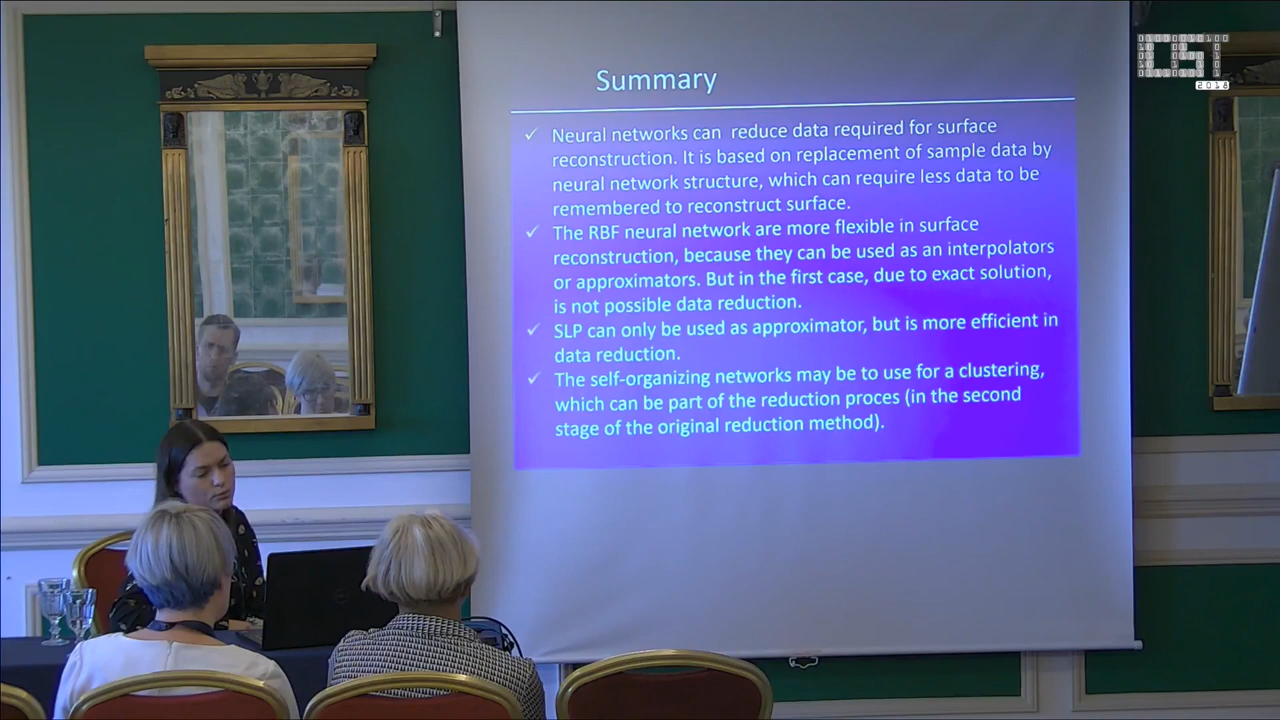 Summary
Neural networks can reduce data required for surface
reconstruction. It is based on replacement of sample data by
neural network structure, which can require less data to be
remembered to reconstruct surface.
The RBF neural network are more flexible in surface
reconstruction, because they can be used as an interpolators
or approximators. But in the first case, due to exact solution,
is not possible data reduction.
SLP can only be used as approximator, but is more efficient in
data reduction.
The self-organizing networks may be to use for a clustering,
which can be part of the reduction proces (in the second
stage of the original reduction method).
2018